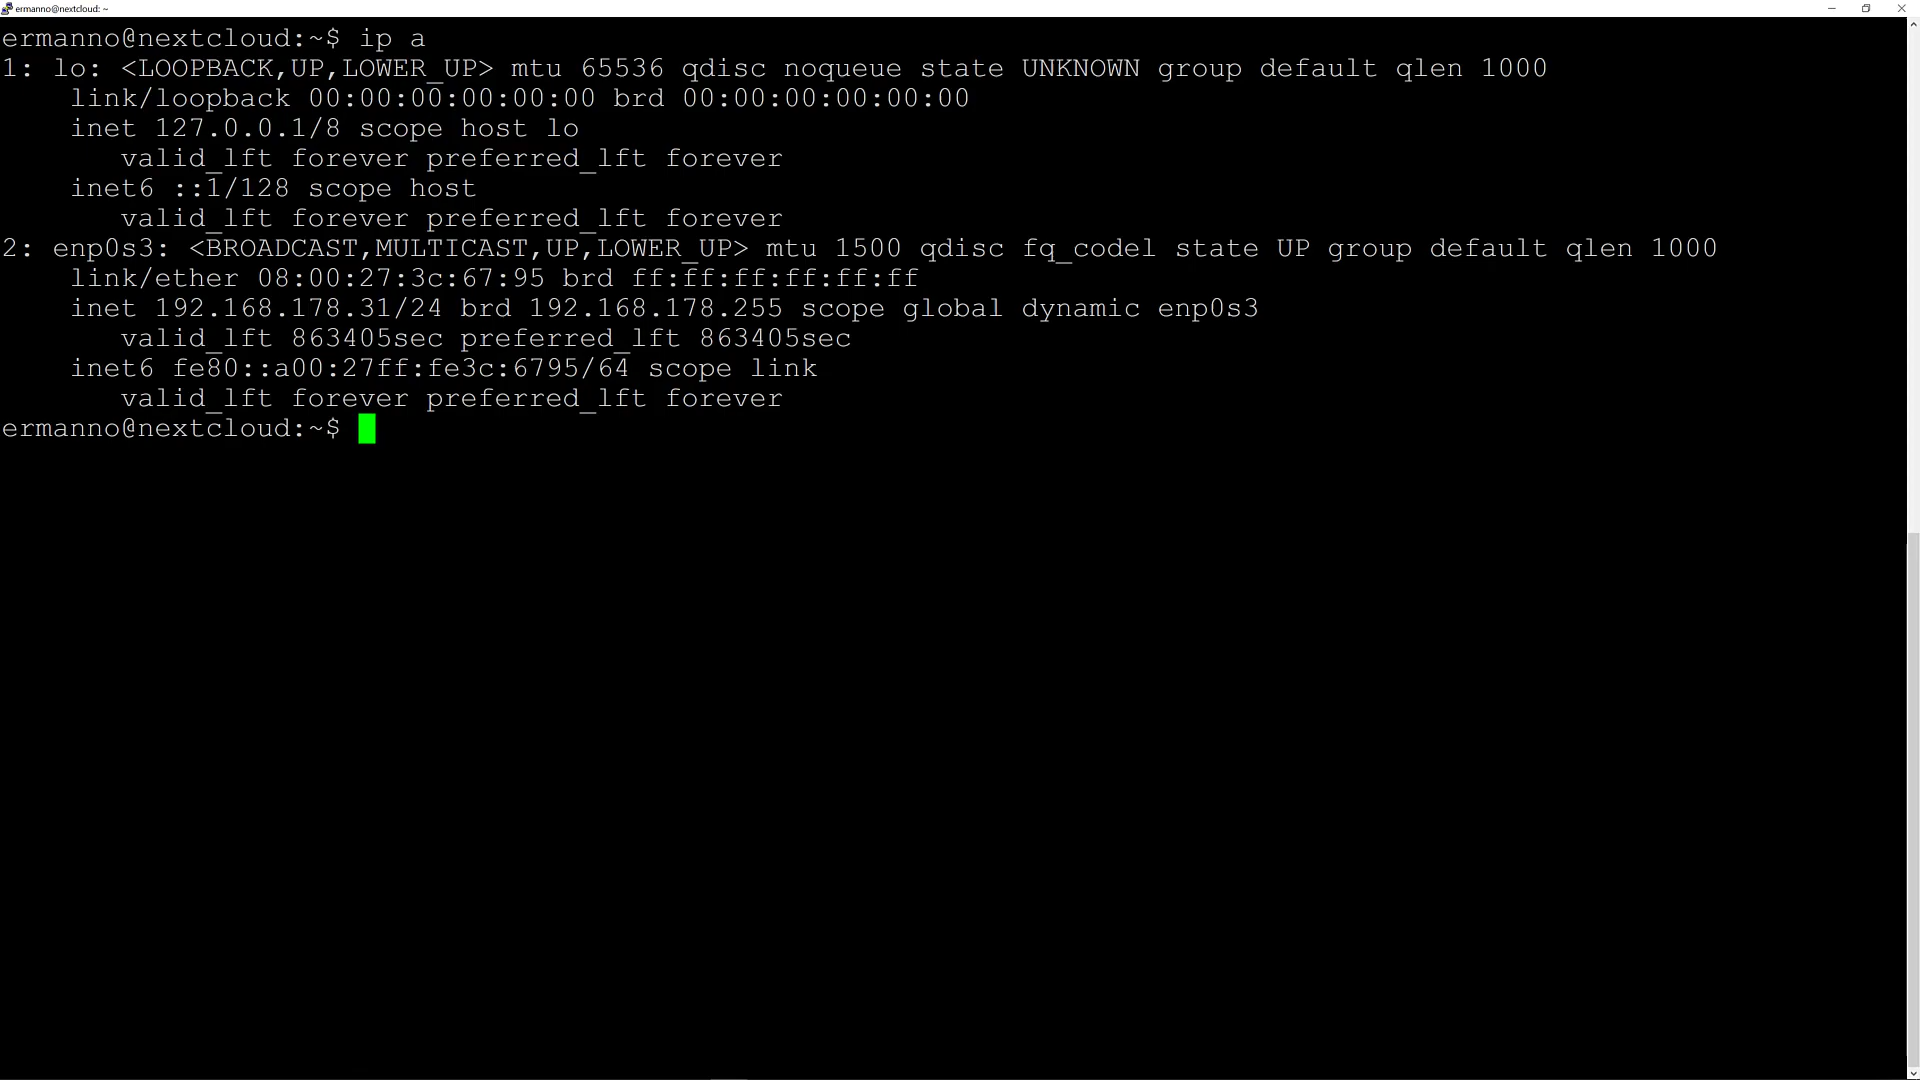 ermanno@nextcloud: ~
ermanno@nextcloud:~$ ip a
1: lo: <LOOPBACK,UP,LOWER_UP> mtu 65536 qdisc noqueue state UNKNOWN group default qlen 1000
    link/loopback 00:00:00:00:00:00 brd 00:00:00:00:00:00
    inet 127.0.0.1/8 scope host lo
       valid_lft forever preferred_lft forever
    inet6 ::1/128 scope host
       valid_lft forever preferred_lft forever
2: enp0s3: <BROADCAST,MULTICAST,UP,LOWER_UP> mtu 1500 qdisc fq_codel state UP group default qlen 1000
    link/ether 08:00:27:3c:67:95 brd ff:ff:ff:ff:ff:ff
    inet 192.168.178.31/24 brd 192.168.178.255 scope global dynamic enp0s3
       valid_lft 863405sec preferred_lft 863405sec
    inet6 fe80::a00:27ff:fe3c:6795/64 scope link
       valid_lft forever preferred_lft forever
ermanno@nextcloud:~$